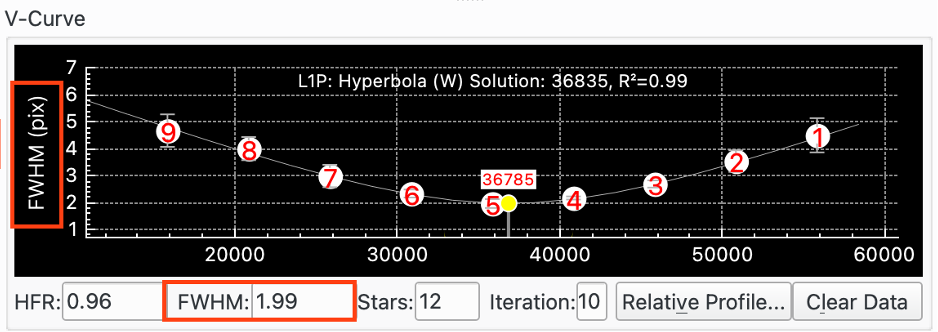 V-Curve
L1P: Hyperbola (W) Solution: 36835, R²=0.99
FWHM (pix)
7
6
5
4
3
2
1
9
8
7
6
5
36785
4
3
2
1
20000
30000
40000
50000
60000
HFR: 0.96
FWHM: 1.99
Stars: 12
Iteration: 10
Relative Profile...
Clear Data